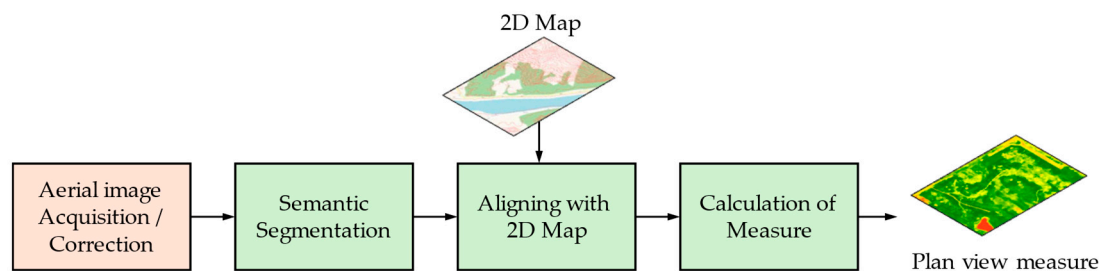 2D Map
Aerial image
Acquisition /
Correction
Semantic
Segmentation
Aligning with
2D Map
Calculation of
Measure
Plan view measure